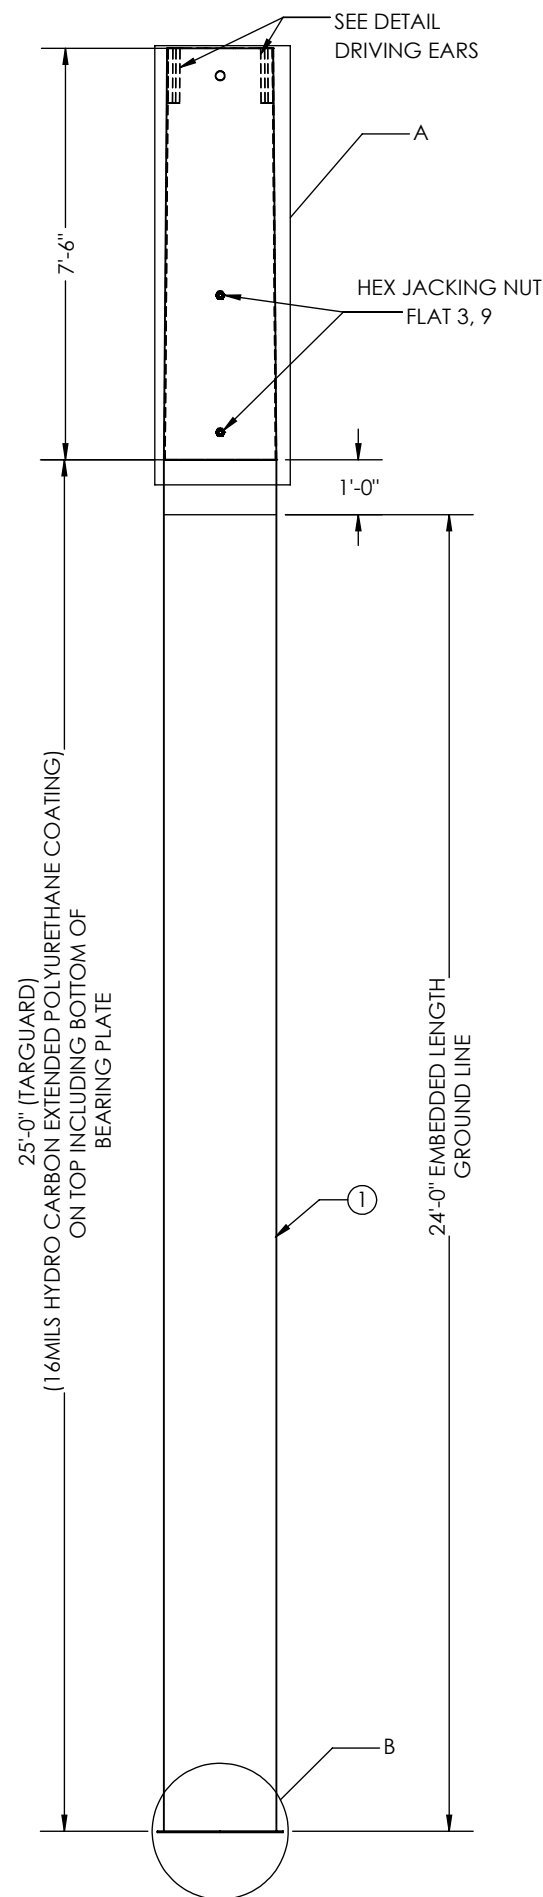 SEE DETAIL
DRIVING EARS
A
7'-6"
HEX JACKING NUT
FLAT 3, 9
1'-0"
25'-0" (TARGUARD)
(16MILS HYDRO CARBON EXTENDED POLYURETHANE COATING)
ON TOP INCLUDING BOTTOM OF
BEARING PLATE
24'-0" EMBEDDED LENGTH
GROUND LINE
1
B